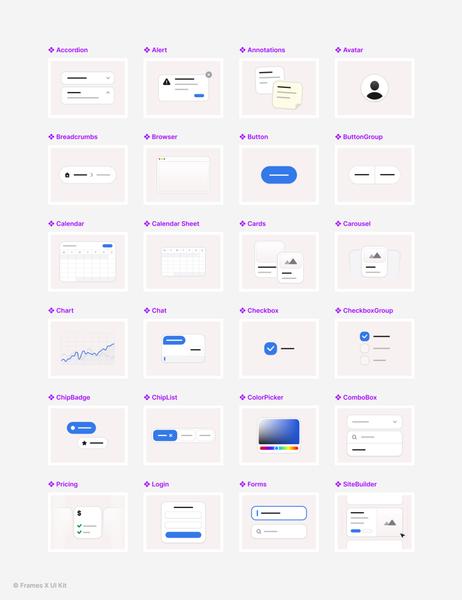 Accordion
Alert
Annotations
Avatar
Breadcrumbs
Browser
Button
ButtonGroup
Calendar
Calendar Sheet
Cards
Carousel
Chart
Chat
Checkbox
CheckboxGroup
ChipBadge
ChipList
ColorPicker
ComboBox
Pricing
$
Login
Forms
SiteBuilder
© Frames X UI Kit